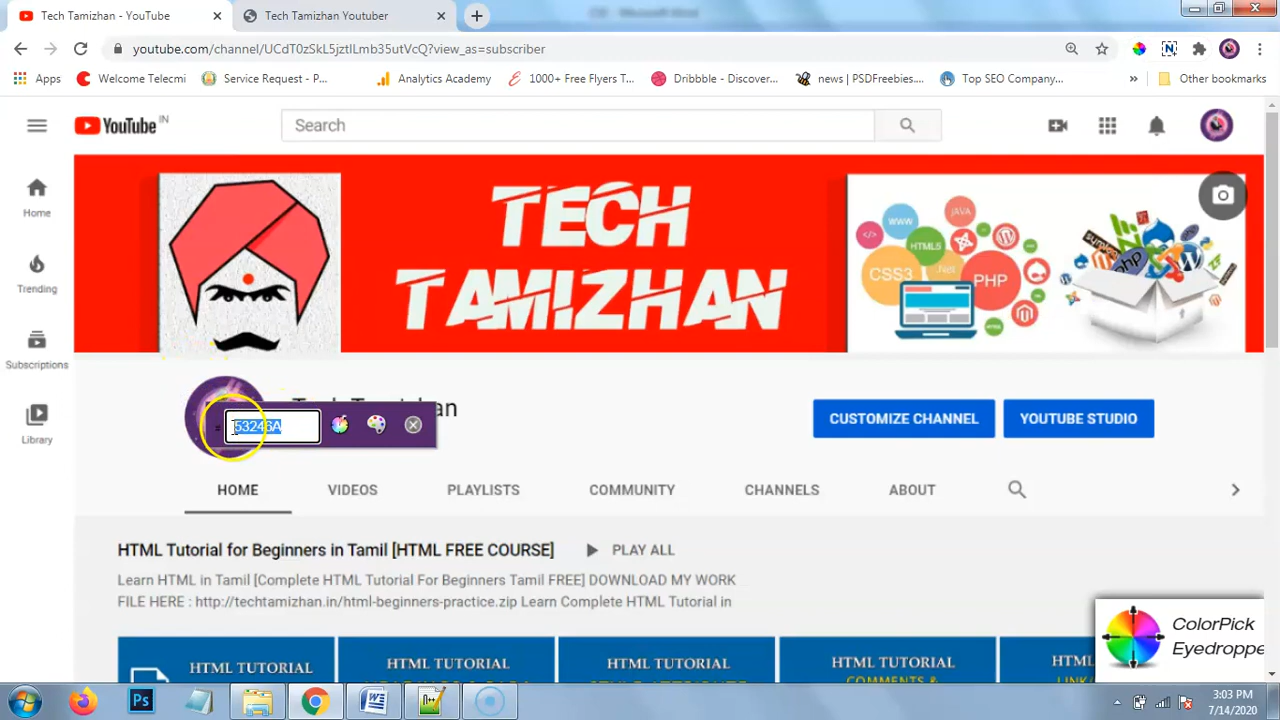 Tech Tamizhan - YouTube
Tech Tamizhan Youtuber
youtube.com/channel/UCdT0zSkL5jztlLmb35utVcQ?view_as=subscriber
Apps
Welcome Telecmi
Service Request - P...
Analytics Academy
1000+ Free Flyers T...
Dribbble - Discover...
news | PSDFreebies....
Top SEO Company...
»
Other bookmarks
YouTube IN
Search
Home
Trending
Subscriptions
Library
TECH
TAMIZHAN
WWW
JAVA
HTML5
CSS3
.Net
PHP
HTML
php
CUSTOMIZE CHANNEL
YOUTUBE STUDIO
53246A
HOME
VIDEOS
PLAYLISTS
COMMUNITY
CHANNELS
ABOUT
HTML Tutorial for Beginners in Tamil [HTML FREE COURSE]
PLAY ALL
Learn HTML in Tamil [Complete HTML Tutorial For Beginners Tamil FREE] DOWNLOAD MY WORK
FILE HERE : http://techtamizhan.in/html-beginners-practice.zip Learn Complete HTML Tutorial in
HTML TUTORIAL
HTML TUTORIAL
HTML TUTORIAL
HTML TUTORIAL
COMMENTS &
ColorPick
Eyedroppe
3:03 PM
7/14/2020